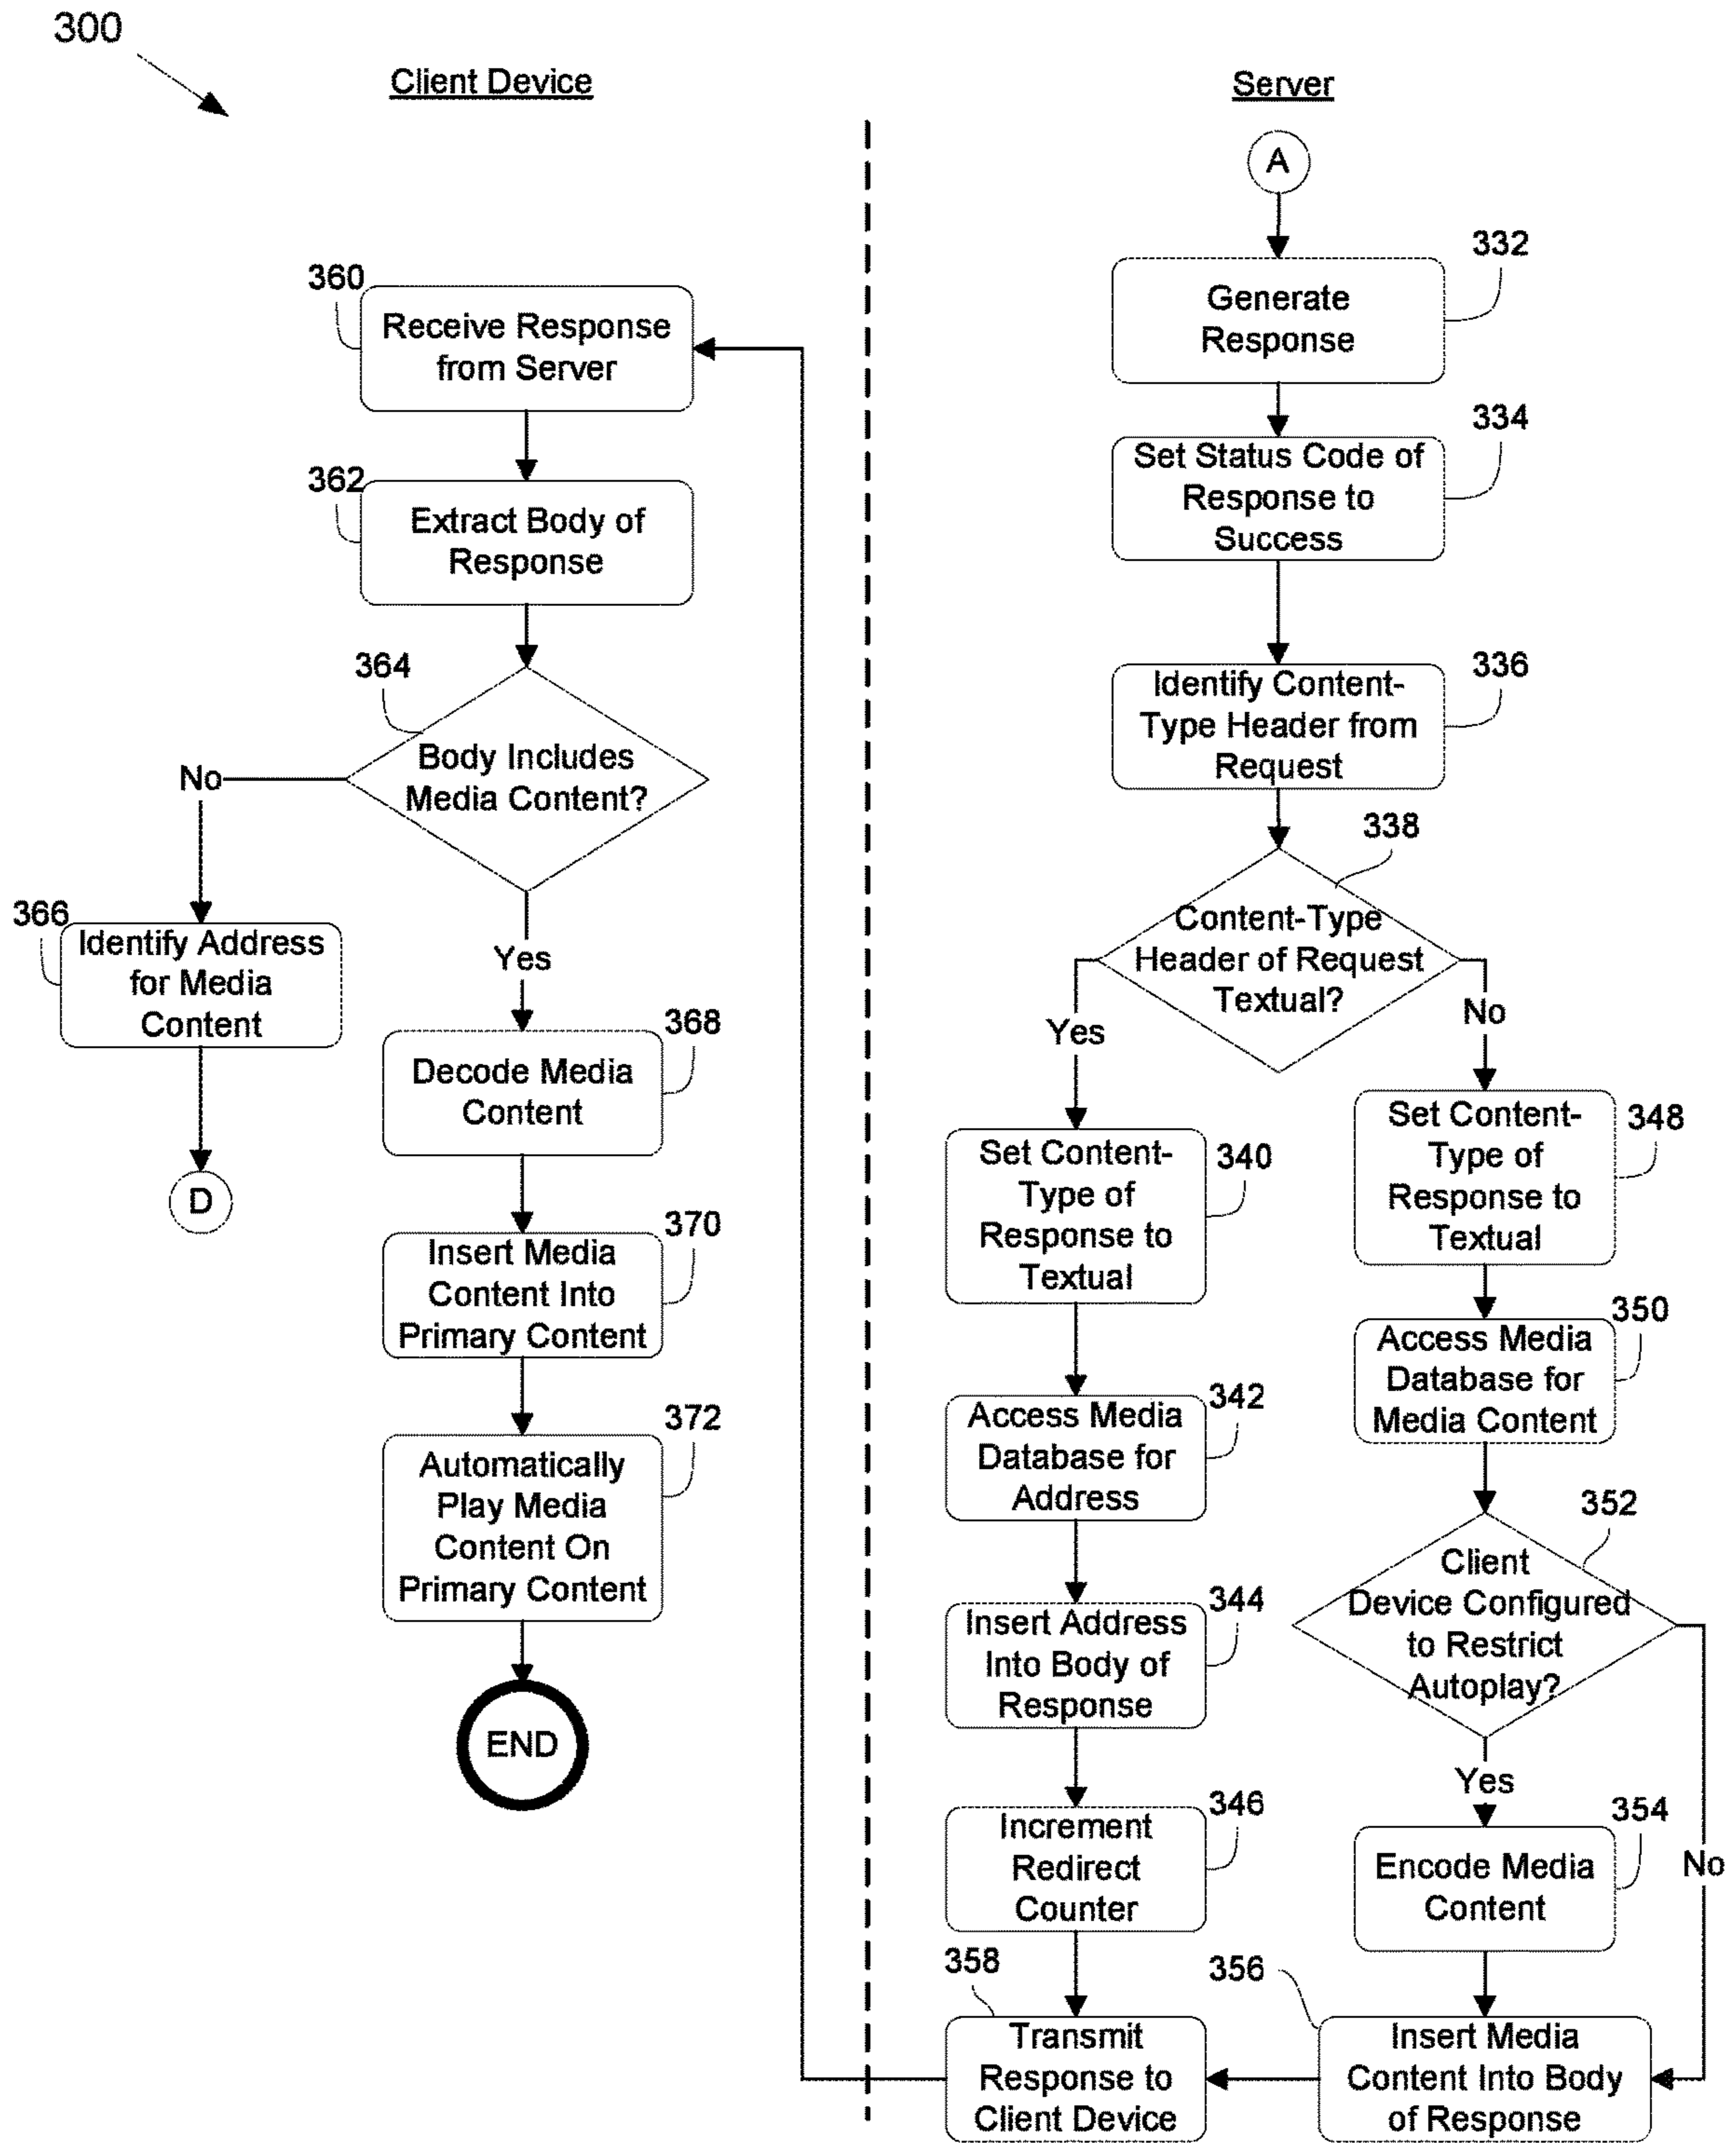 300
Client Device
Server
A
332
Generate
Response
334
Set Status Code of
Response to
Success
336
Identify Content-
Type Header from
Request
338
Content-Type
Header of Request
Textual?
Yes
No
340
Set Content-
Type of
Response to
Textual
342
Access Media
Database for
Address
344
Insert Address
Into Body of
Response
346
Increment
Redirect
Counter
348
Set Content-
Type of
Response to
Textual
350
Access Media
Database for
Media Content
352
Client
Device Configured
to Restrict
Autoplay?
Yes
No
354
Encode Media
Content
356
Insert Media
Content Into Body
of Response
358
Transmit
Response to
Client Device
360
Receive Response
from Server
362
Extract Body of
Response
364
Body Includes
Media Content?
No
Yes
366
Identify Address
for Media
Content
D
368
Decode Media
Content
370
Insert Media
Content Into
Primary Content
372
Automatically
Play Media
Content On
Primary Content
END